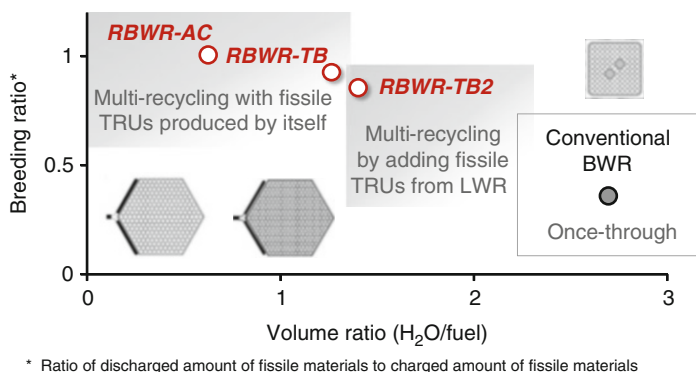 RBWR-AC
RBWR-TB
RBWR-TB2
Multi-recycling with fissile
TRUs produced by itself
Multi-recycling
by adding fissile
TRUs from LWR
Conventional
BWR
Once-through
Breeding ratio*
1
0.5
0
0
1
2
3
Volume ratio (H₂O/fuel)
* Ratio of discharged amount of fissile materials to charged amount of fissile materials